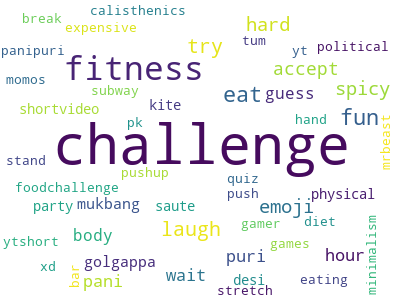 break
calisthenics
expensive
hard
panipuri
try
tum
yt
political
fitness
accept
momos
subway
eat
guess
spicy
shortvideo
kite
fun
pk
hand
mrbeast
challenge
stand
pushup
quiz
foodchallenge
push
physical
party
mukbang
saute
emoji
diet
laugh
gamer
minimalism
ytshort
body
games
xd
golgappa
puri
hour
bar
pani
wait
desi
eating
stretch